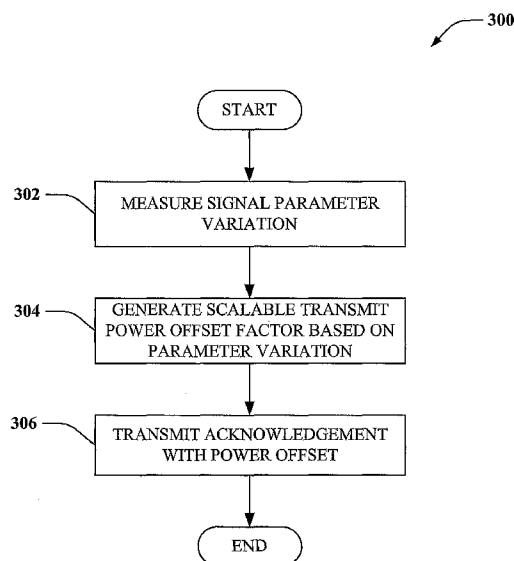 300
START
302
MEASURE SIGNAL PARAMETER
VARIATION
304
GENERATE SCALABLE TRANSMIT
POWER OFFSET FACTOR BASED ON
PARAMETER VARIATION
306
TRANSMIT ACKNOWLEDGEMENT
WITH POWER OFFSET
END